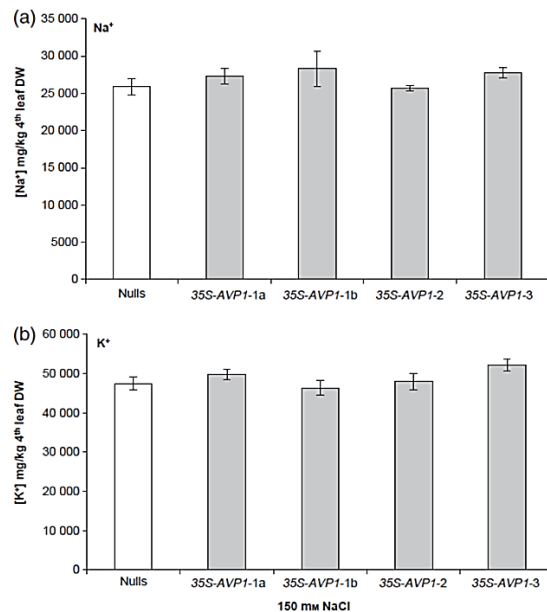 (a)
Na⁺
[Na⁺] mg/kg 4ᵗʰ leaf DW
35 000
30 000
25 000
20 000
15 000
10 000
5000
0
Nulls 35S-AVP1-1a 35S-AVP1-1b 35S-AVP1-2 35S-AVP1-3
(b)
K⁺
[K⁺] mg/kg 4ᵗʰ leaf DW
60 000
50 000
40 000
30 000
20 000
10 000
0
Nulls 35S-AVP1-1a 35S-AVP1-1b 35S-AVP1-2 35S-AVP1-3
150 mM NaCl